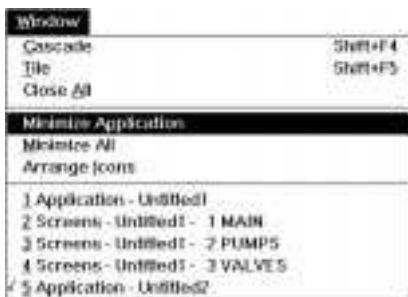 Window
Cascade Shift+F4
Tile Shift+F5
Close All
Minimize Application
Minimize All
Arrange Icons
1 Application - Untitled1
2 Screens - Untitled1 - 1 MAIN
3 Screens - Untitled1 - 2 PUMPS
4 Screens - Untitled1 - 3 VALVES
✓ 5 Application - Untitled2